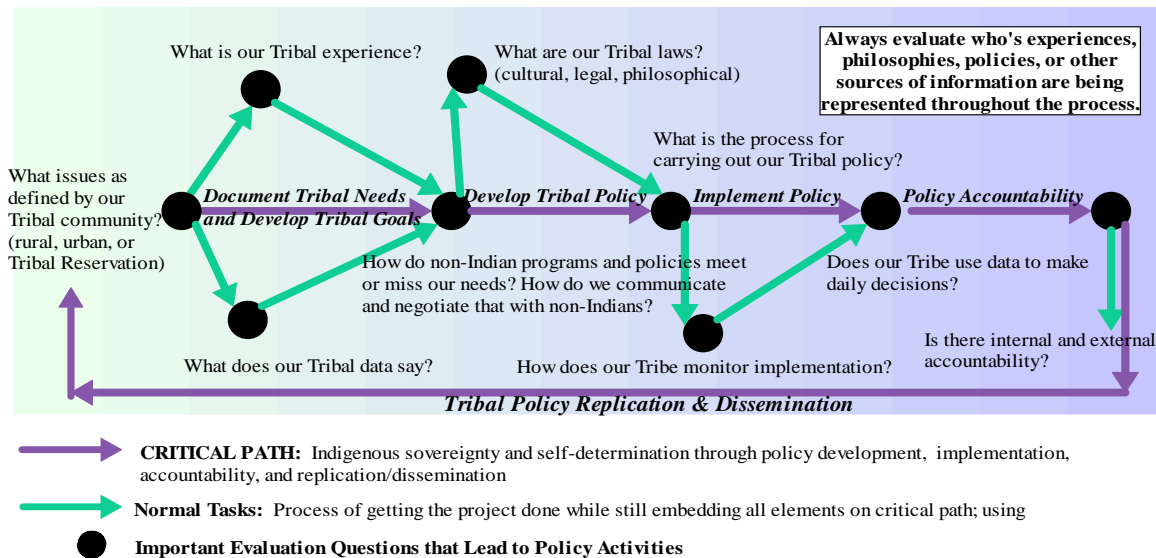 What is our Tribal experience?
What are our Tribal laws?
(cultural, legal, philosophical)
Always evaluate who's experiences,
philosophies, policies, or other
sources of information are being
represented throughout the process.
What is the process for
carrying out our Tribal policy?
What issues as
defined by our
Tribal community?
(rural, urban, or
Tribal Reservation)
Document Tribal Needs
and Develop Tribal Goals
Develop Tribal Policy
Implement Policy
Policy Accountability
How do non-Indian programs and policies meet
or miss our needs? How do we communicate
and negotiate that with non-Indians?
Does our Tribe use data to make
daily decisions?
What does our Tribal data say?
How does our Tribe monitor implementation?
Is there internal and external
accountability?
Tribal Policy Replication & Dissemination
CRITICAL PATH: Indigenous sovereignty and self-determination through policy development, implementation,
accountability, and replication/dissemination
Normal Tasks: Process of getting the project done while still embedding all elements on critical path; using
Important Evaluation Questions that Lead to Policy Activities